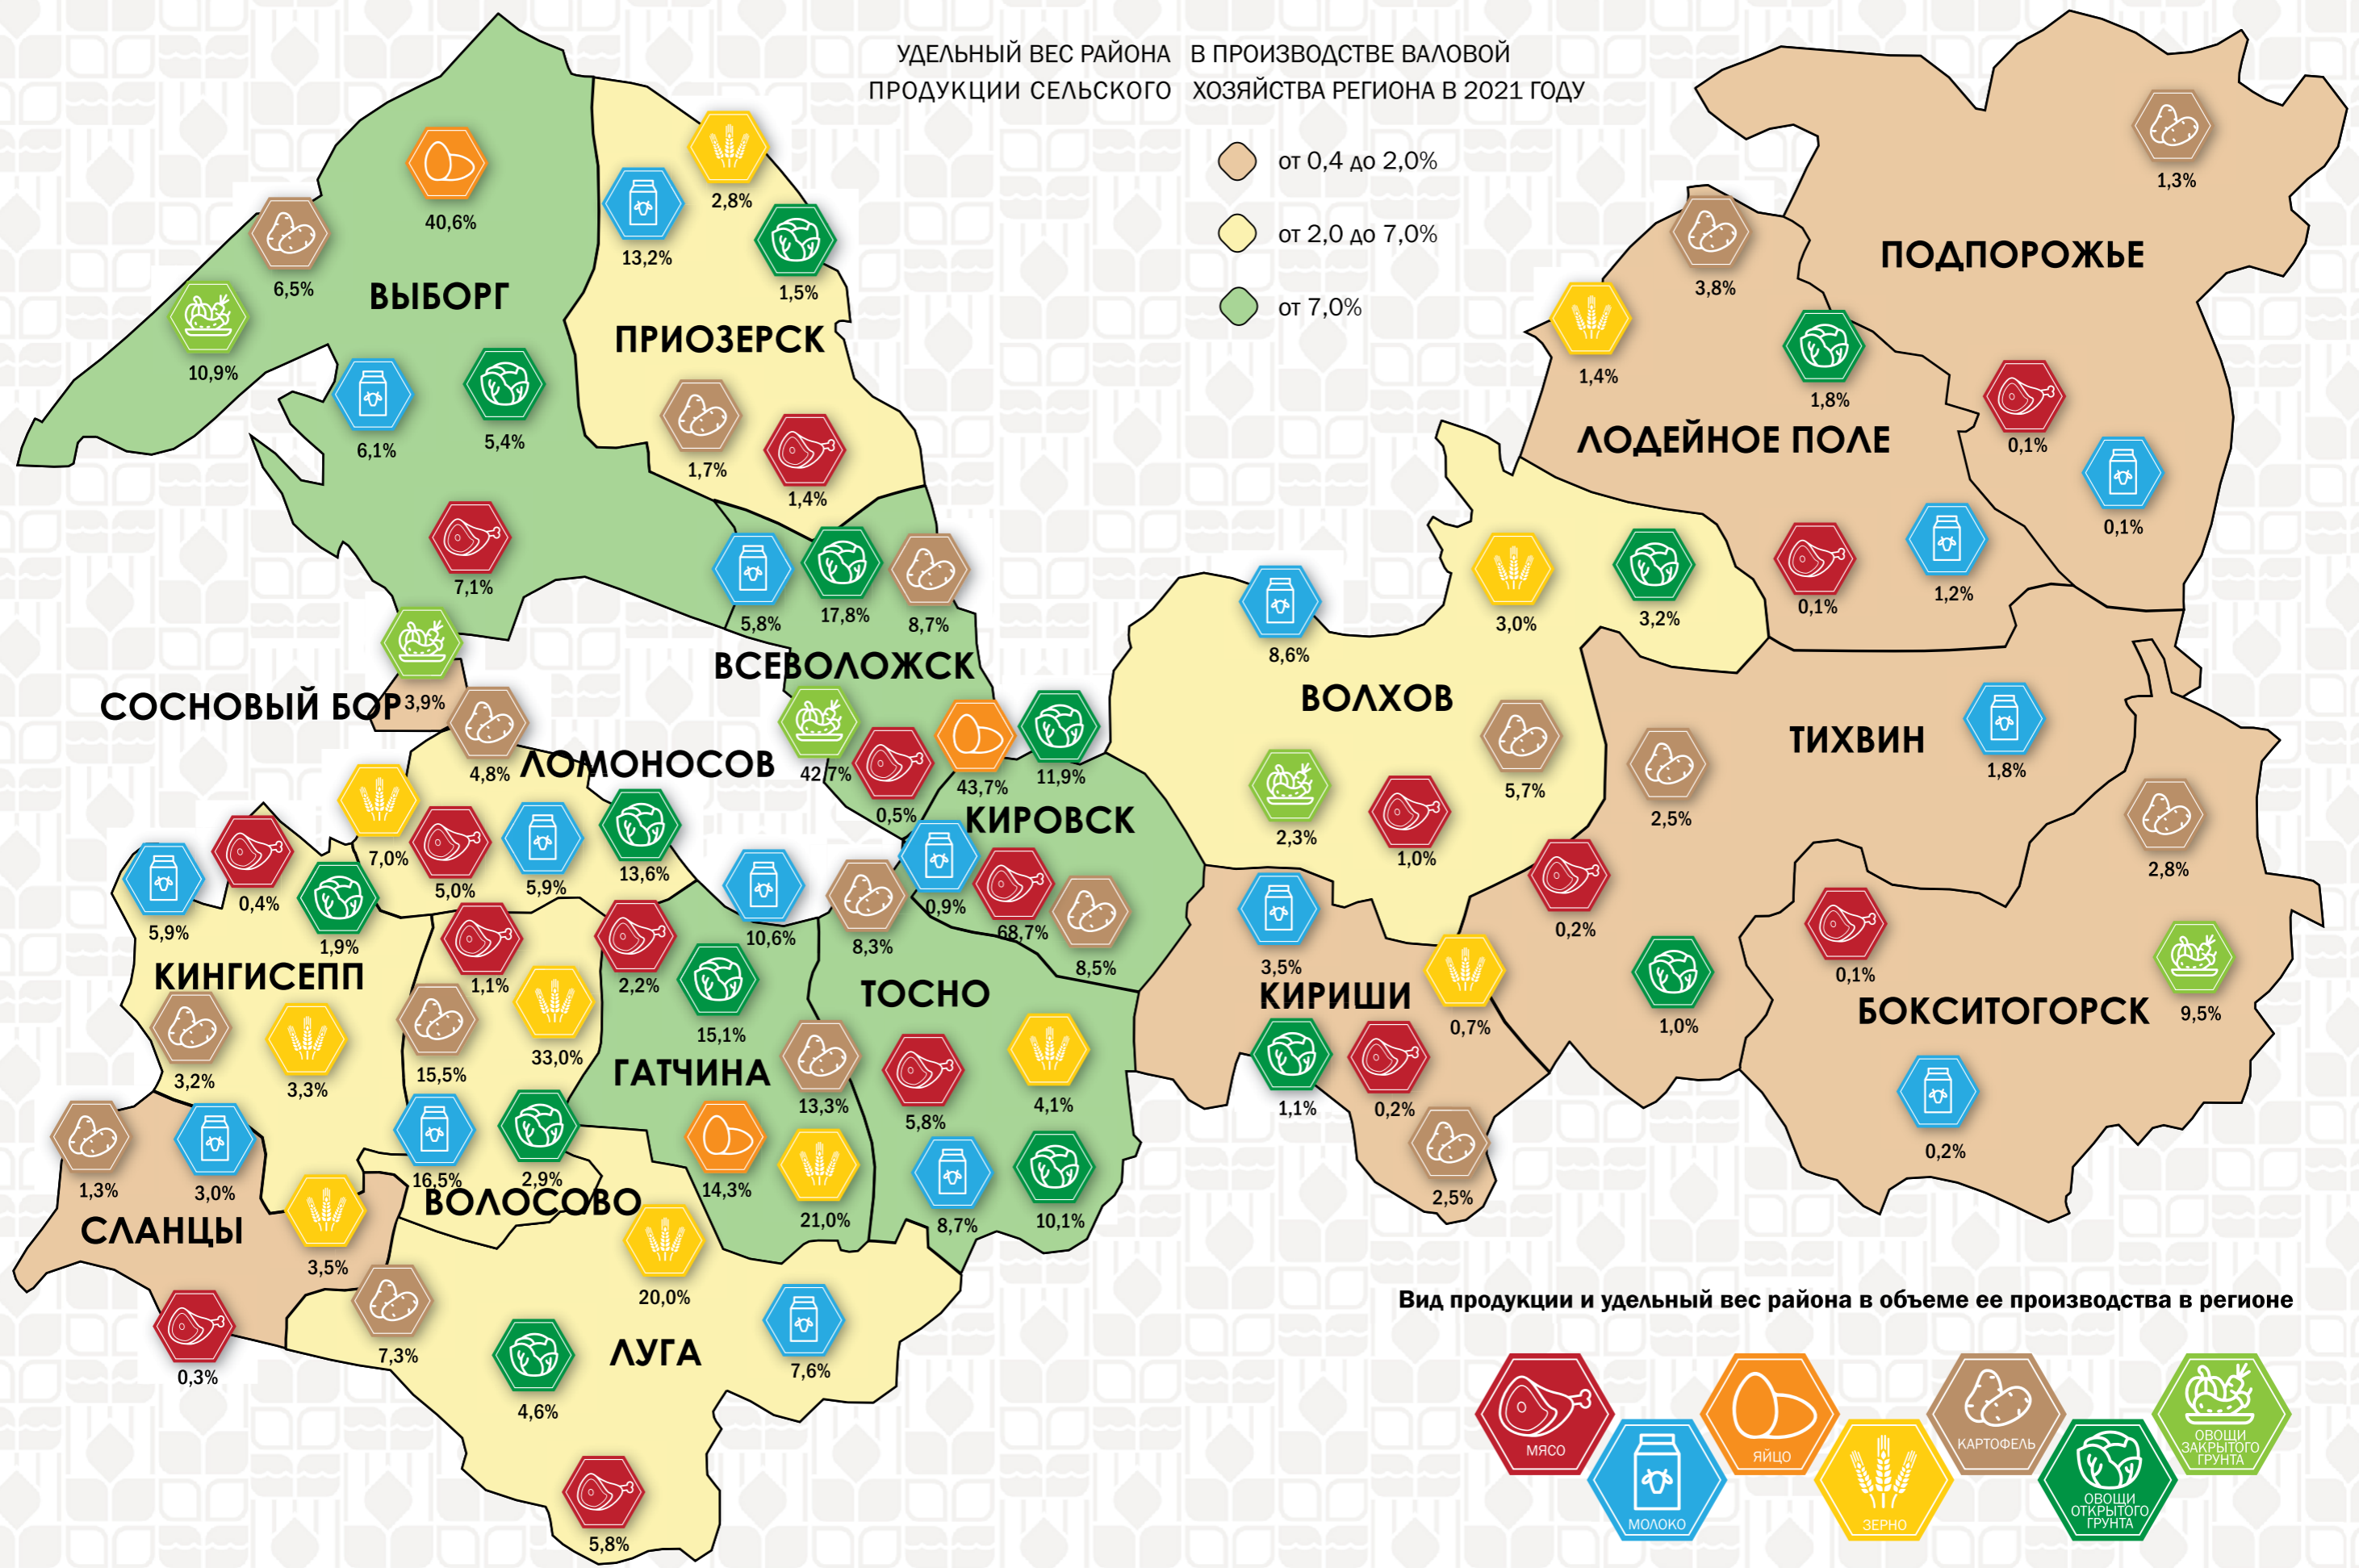 УДЕЛЬНЫЙ ВЕС РАЙОНА В ПРОИЗВОДСТВЕ ВАЛОВОЙ
ПРОДУКЦИИ СЕЛЬСКОГО ХОЗЯЙСТВА РЕГИОНА В 2021 ГОДУ
от 0,4 до 2,0%
от 2,0 до 7,0%
от 7,0%
ВЫБОРГ
40,6%
6,5%
10,9%
6,1%
5,4%
7,1%
ПРИОЗЕРСК
2,8%
13,2%
1,5%
1,7%
1,4%
ВСЕВОЛОЖСК
5,8%
17,8%
8,7%
42,7%
0,5%
СОСНОВЫЙ БОР
3,9%
ЛОМОНОСОВ
4,8%
7,0%
5,0%
5,9%
13,6%
КИРОВСК
43,7%
11,9%
0,9%
68,7%
8,5%
КИНГИСЕПП
5,9%
0,4%
1,9%
3,2%
3,3%
ВОЛОСОВО
1,1%
33,0%
15,5%
16,5%
2,9%
ГАТЧИНА
2,2%
10,6%
15,1%
13,3%
14,3%
21,0%
ТОСНО
8,3%
5,8%
4,1%
8,7%
10,1%
СЛАНЦЫ
1,3%
3,0%
3,5%
0,3%
ЛУГА
20,0%
7,3%
7,6%
4,6%
5,8%
ВОЛХОВ
8,6%
3,0%
3,2%
5,7%
2,3%
1,0%
КИРИШИ
3,5%
0,7%
1,1%
0,2%
2,5%
ПОДПОРОЖЬЕ
1,3%
0,1%
0,1%
ЛОДЕЙНОЕ ПОЛЕ
3,8%
1,4%
1,8%
0,1%
1,2%
ТИХВИН
1,8%
2,5%
0,2%
1,0%
БОКСИТОГОРСК
2,8%
0,1%
9,5%
0,2%
Вид продукции и удельный вес района в объеме ее производства в регионе
МЯСО
МОЛОКО
ЯЙЦО
ЗЕРНО
КАРТОФЕЛЬ
ОВОЩИ
ОТКРЫТОГО
ГРУНТА
ОВОЩИ
ЗАКРЫТОГО
ГРУНТА